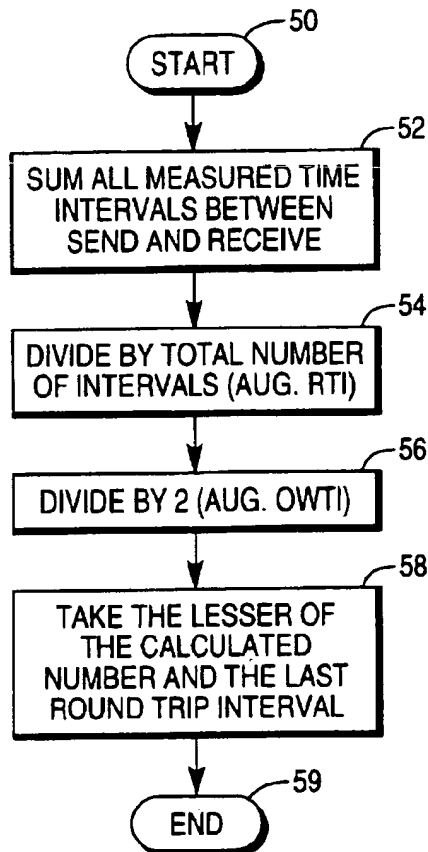 50
START
52
SUM ALL MEASURED TIME
INTERVALS BETWEEN
SEND AND RECEIVE
54
DIVIDE BY TOTAL NUMBER
OF INTERVALS (AUG. RTI)
56
DIVIDE BY 2 (AUG. OWTI)
58
TAKE THE LESSER OF
THE CALCULATED
NUMBER AND THE LAST
ROUND TRIP INTERVAL
59
END